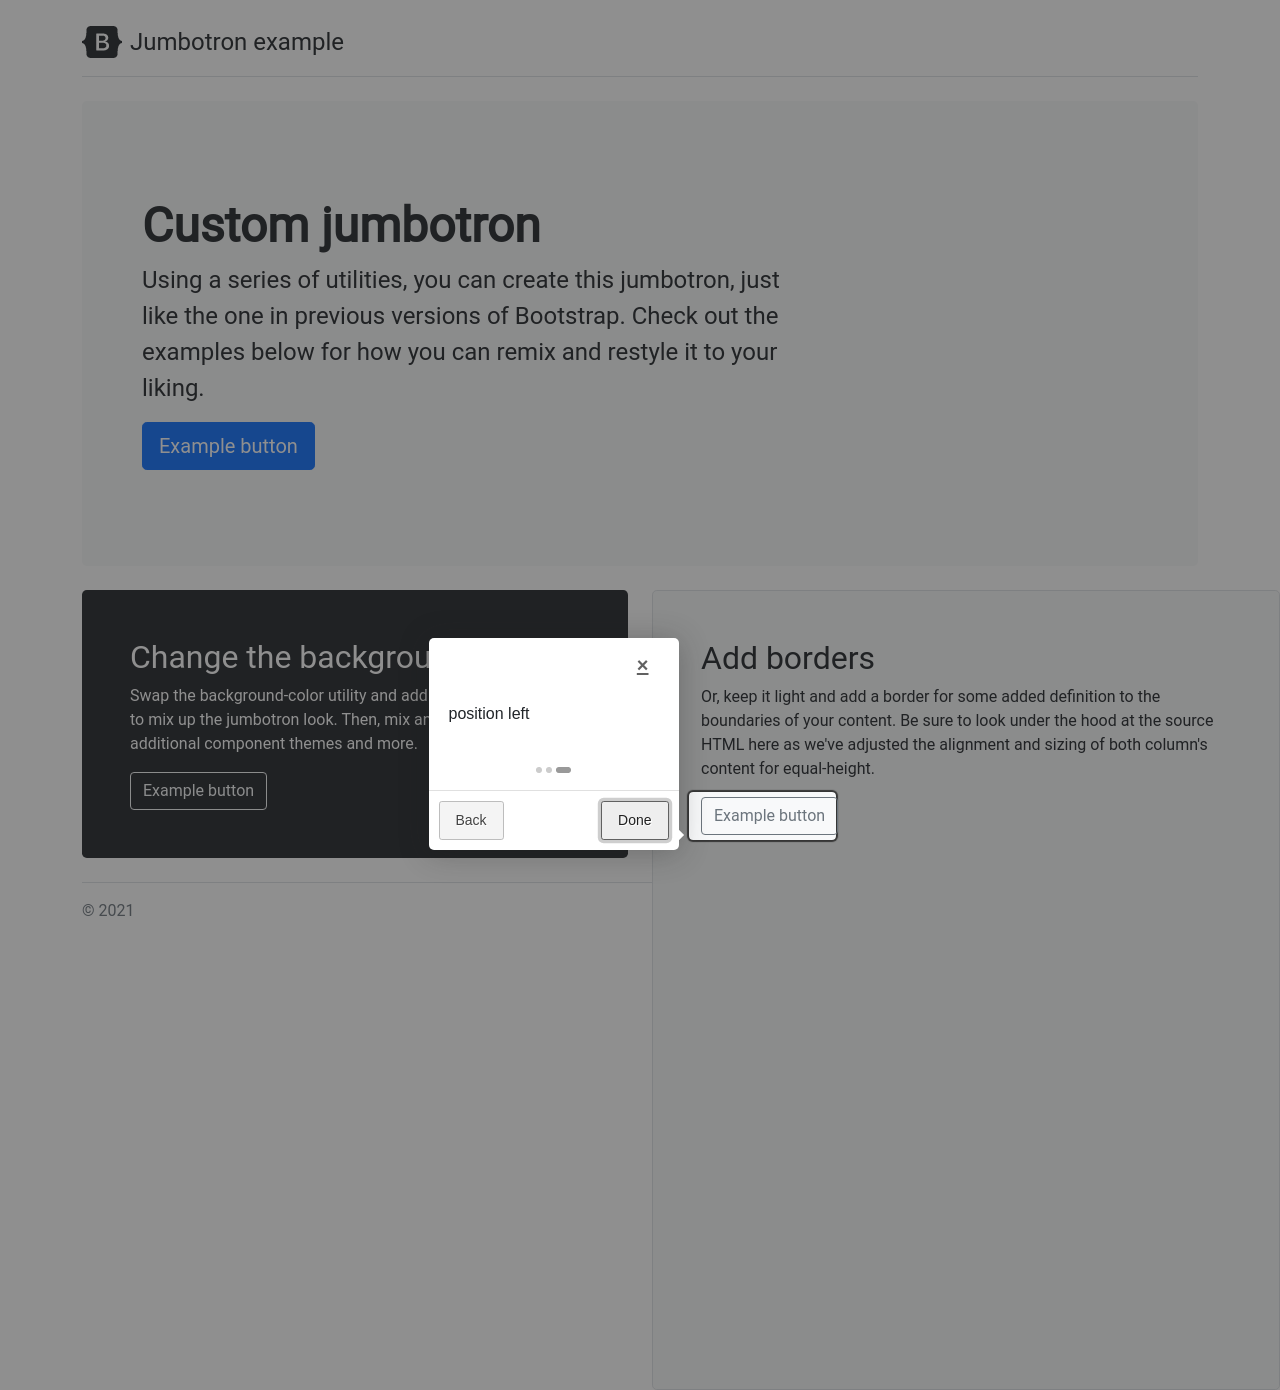 B Jumbotron example
Custom jumbotron
Using a series of utilities, you can create this jumbotron, just
like the one in previous versions of Bootstrap. Check out the
examples below for how you can remix and restyle it to your
liking.
Example button
Change the backgrou
Swap the background-color utility and add
to mix up the jumbotron look. Then, mix an
additional component themes and more.
Example button
×
position left
Back
Done
Add borders
Or, keep it light and add a border for some added definition to the
boundaries of your content. Be sure to look under the hood at the source
HTML here as we've adjusted the alignment and sizing of both column's
content for equal-height.
Example button
© 2021